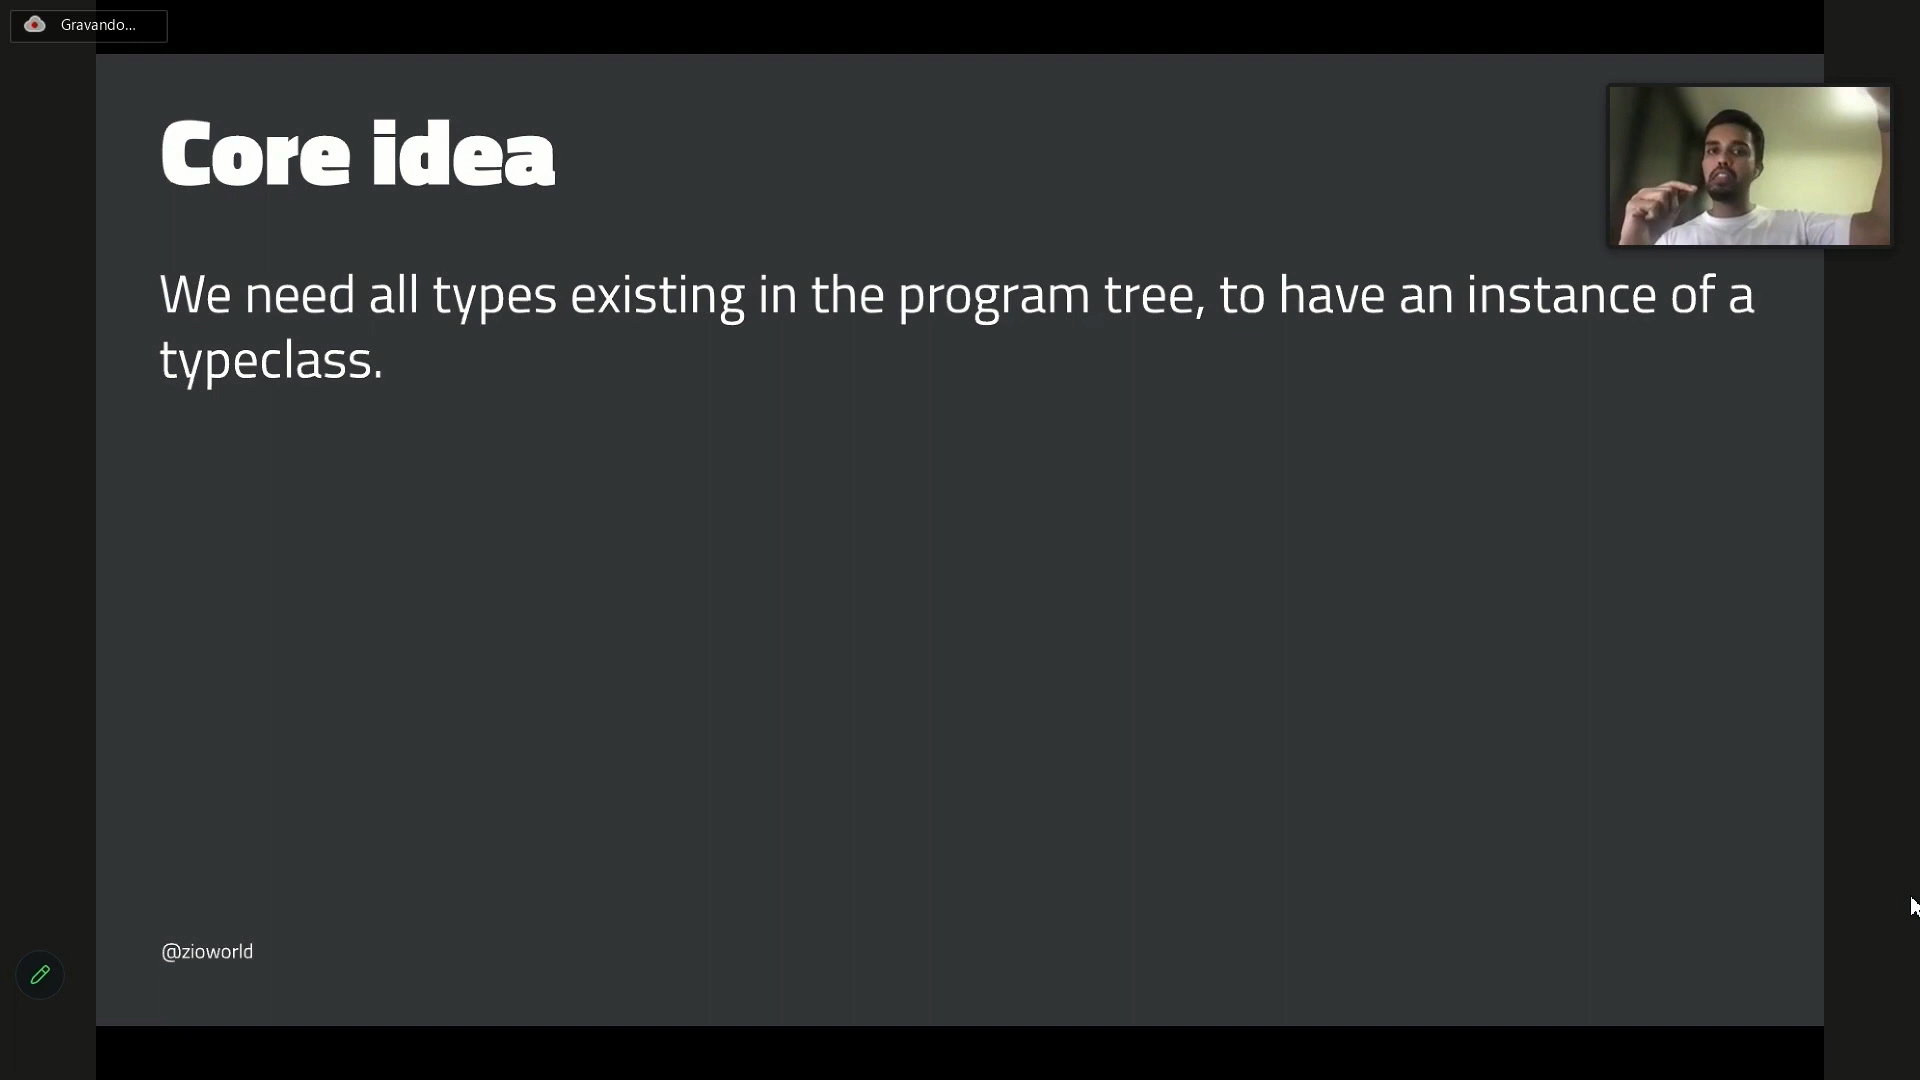 Gravando...
Core idea
We need all types existing in the program tree, to have an instance of a
typeclass.
@zioworld